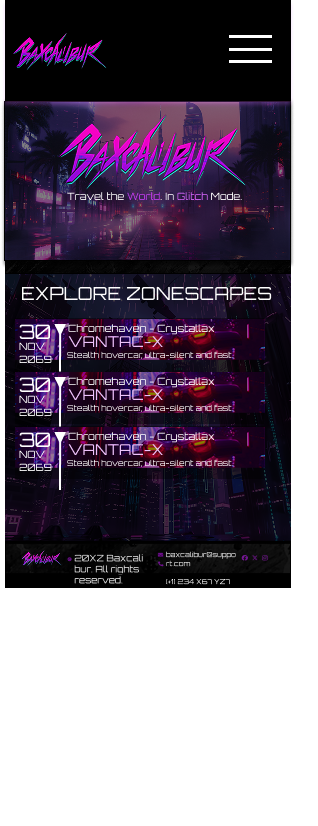 BAXCALIBUR
BAXCALIBUR
Travel the World. In Glitch Mode.
EXPLORE ZONESCAPES
30
NOV
2069
Chromehaven - Crystallax
VANTAC-X
Stealth hovercar, ultra-silent and fast.
30
NOV
2069
Chromehaven - Crystallax
VANTAC-X
Stealth hovercar, ultra-silent and fast.
30
NOV
2069
Chromehaven - Crystallax
VANTAC-X
Stealth hovercar, ultra-silent and fast.
BAXCALIBUR
20XZ Baxcali
bur. All rights
reserved.
baxcalibur@suppo
rt.com
(+1) 234 X67 YZ7